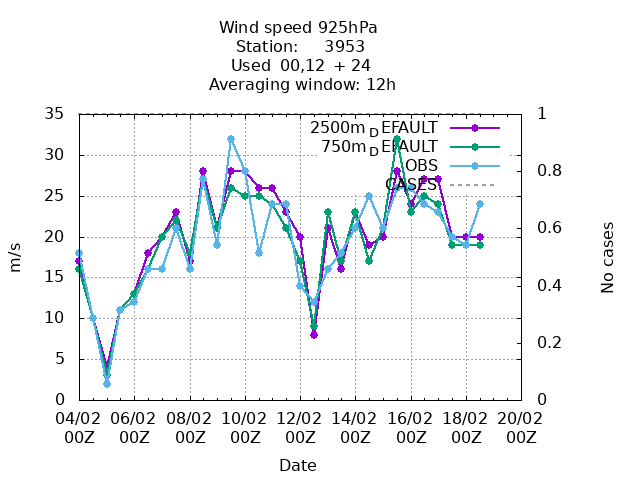 Wind speed 925hPa
Station: 3953
Used 00,12 + 24
Averaging window: 12h
35 1
2500m_DEFAULT
750m_DEFAULT
30
OBS 0.8
CASES
25
m/s 20 0.6 No cases
15 0.4
10
0.2
5
0 0
04/02 06/02 08/02 10/02 12/02 14/02 16/02 18/02 20/02
00Z 00Z 00Z 00Z 00Z 00Z 00Z 00Z 00Z
Date